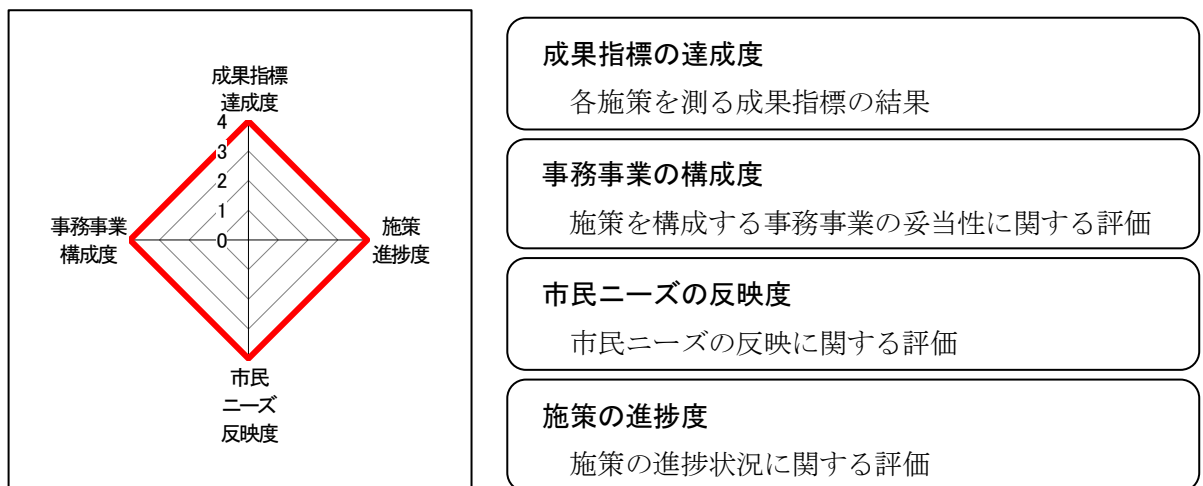 成果指標
達成度
4
3
2
1
0
事務事業
構成度
施策
進捗度
市民
ニーズ
反映度
成果指標の達成度
各施策を測る成果指標の結果
事務事業の構成度
施策を構成する事務事業の妥当性に関する評価
市民ニーズの反映度
市民ニーズの反映に関する評価
施策の進捗度
施策の進捗状況に関する評価